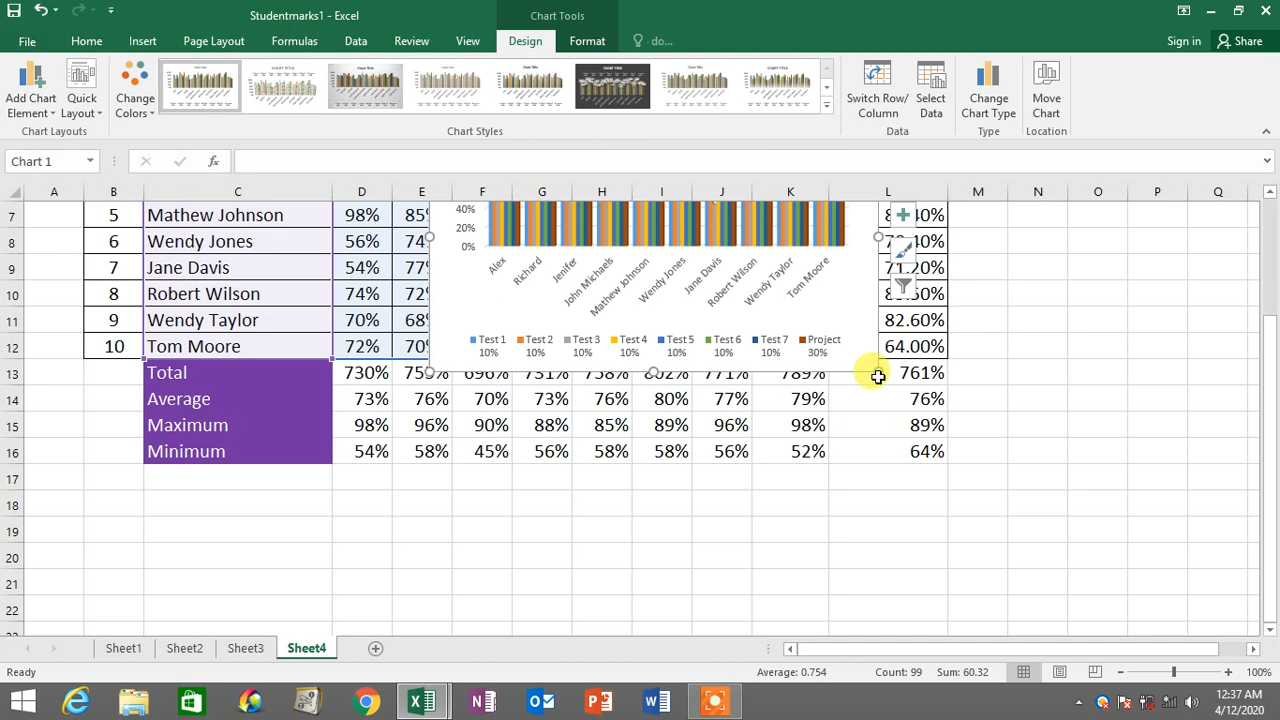 Studentmarks1 - Excel
Chart Tools
File Home Insert Page Layout Formulas Data Review View Design Format do... Sign in Share
Add Chart Element Quick Layout Change Colors Switch Row/ Column Select Data Change Chart Type Move Chart
Chart Layouts Chart Styles Data Type Location
Chart 1 fx
A B C D E F G H I J K L M N O P Q
7 5 Mathew Johnson 98% 40%
8 6 Wendy Jones 56%
9 7 Jane Davis 54% 71.20%
10 8 Robert Wilson 74% 72
11 9 Wendy Taylor 70% 68 82.60%
12 10 Tom Moore 72% 70 64.00%
40%
20%
0%
Alex Richard Jenifer John Michaels Mathew Johnson Wendy Jones Jane Davis Robert Wilson Wendy Taylor Tom Moore
Test 1 Test 2 Test 3 Test 4 Test 5 Test 6 Test 7 Project
10% 10% 10% 10% 10% 10% 10% 30%
13 Total 730% 696% 731% 758% 771% 789% 761%
14 Average 73% 76% 70% 73% 76% 80% 77% 79% 76%
15 Maximum 98% 96% 90% 88% 85% 89% 96% 98% 89%
16 Minimum 54% 58% 45% 56% 58% 58% 56% 52% 64%
17
18
19
20
21
22
Sheet1 Sheet2 Sheet3 Sheet4
Ready Average: 0.754 Count: 99 Sum: 60.32 100%
12:37 AM
4/12/2020